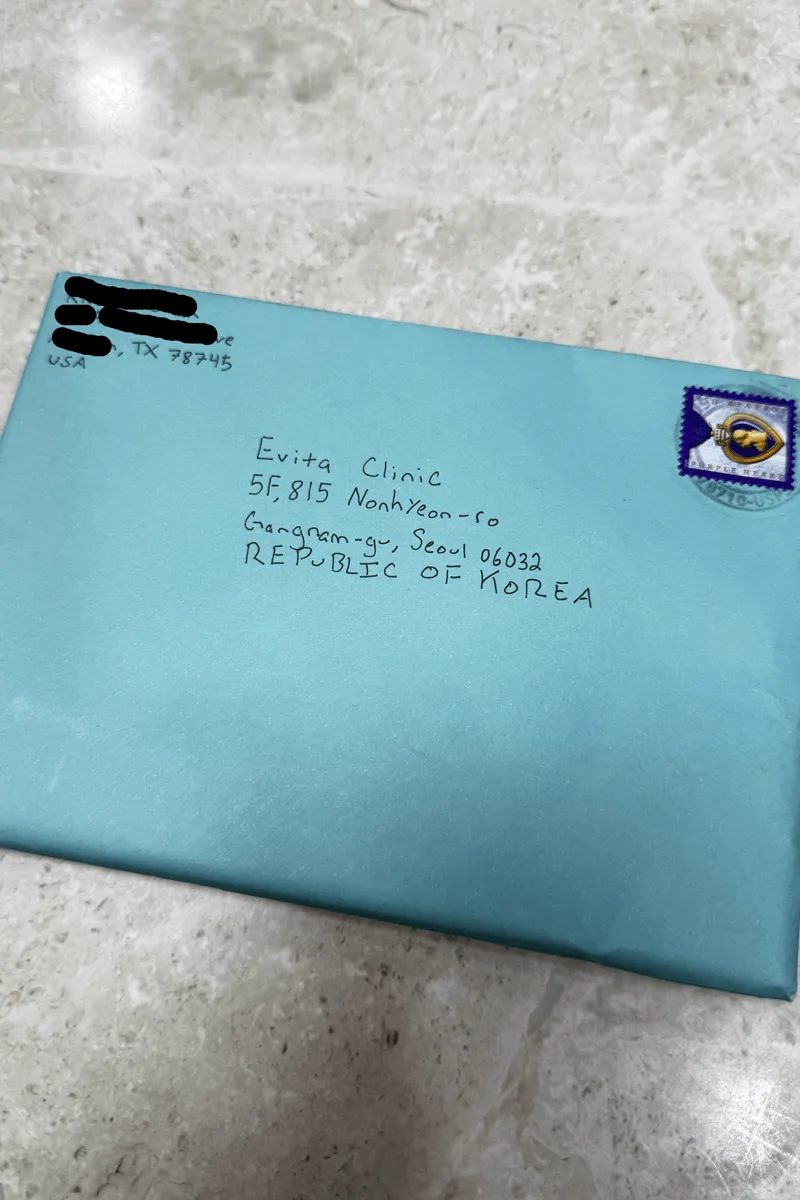 , TX 78745
USA
Evita Clinic
5F, 815 Nonhyeon-ro
Gangnam-gu, Seoul 06032
REPUBLIC OF KOREA
PURPLE HEART